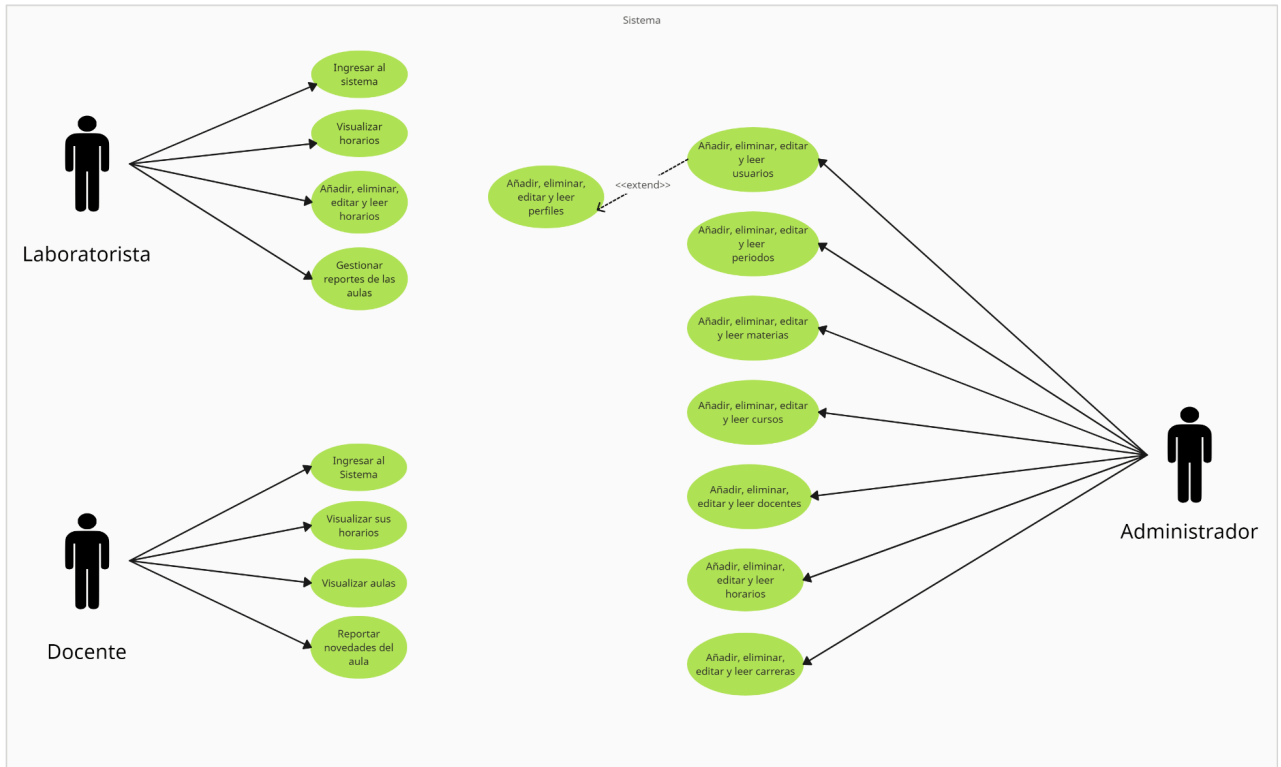 Sistema
Ingresar al
sistema
Visualizar
horarios
Añadir, eliminar,
editar y leer
horarios
Gestionar
reportes de las
aulas
Laboratorista
Ingresar al
Sistema
Visualizar sus
horarios
Visualizar aulas
Reportar
novedades del
aula
Docente
Añadir, eliminar,
editar y leer
perfiles
<<extend>>
Añadir, eliminar, editar
y leer
usuarios
Añadir, eliminar, editar
y leer
periodos
Añadir, eliminar, editar
y leer materias
Añadir, eliminar, editar
y leer cursos
Añadir, eliminar,
editar y leer docentes
Añadir, eliminar,
editar y leer
horarios
Añadir, eliminar,
editar y leer carreras
Administrador